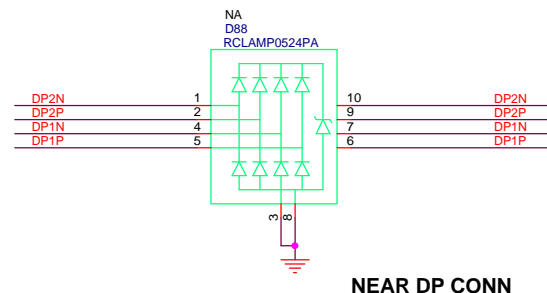 NA
D88
RCLAMP0524PA
DP2N 1 10 DP2N
DP2P 2 9 DP2P
DP1N 4 7 DP1N
DP1P 5 6 DP1P
3 8
NEAR DP CONN